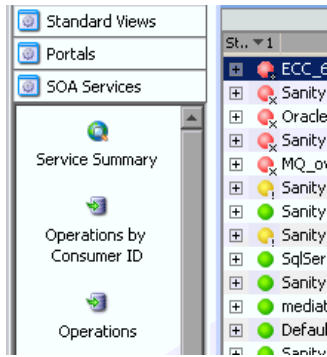 Standard Views
Portals
SOA Services
Service Summary
Operations by
Consumer ID
Operations
St.. 1
ECC_6
Sanity
Oracle
Sanity
MQ_ov
Sanity
Sanity
Sanity
SqlSer
Sanity
mediat
Defaul
Sanity